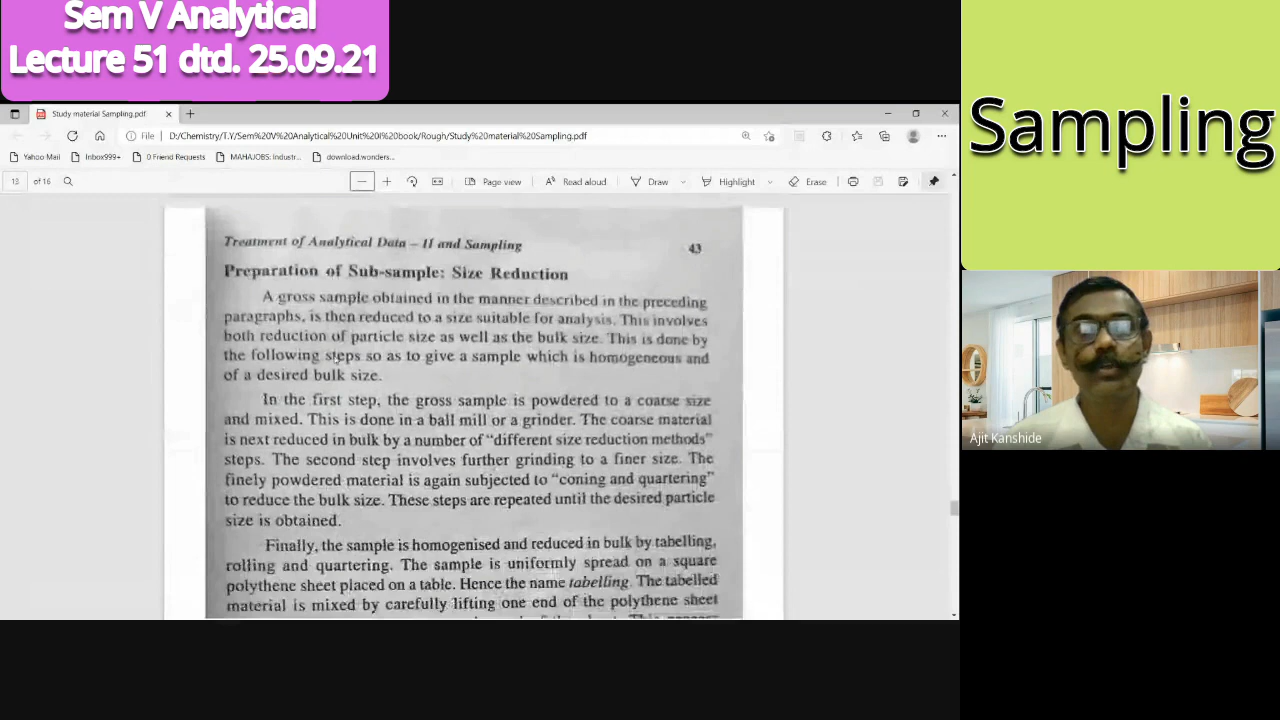 Sem V Analytical
Lecture 51 dtd. 25.09.21
Sampling
Study material Sampling.pdf
File
D:/Chemistry/T.Y/Sem%20V%20Analytical%20Unit%20I%20book/Rough/Study%20material%20Sampling.pdf
Yahoo Mail
Inbox999+
0 Friend Requests
MAHAJOBS: Industr...
download.wonders...
13 of 16
Page view
Read aloud
Draw
Highlight
Erase
Treatment of Analytical Data – II and Sampling 43
Preparation of Sub-sample: Size Reduction
A gross sample obtained in the manner described in the preceding
paragraphs, is then reduced to a size suitable for analysis. This involves
both reduction of particle size as well as the bulk size. This is done by
the following steps so as to give a sample which is homogeneous and
of a desired bulk size.
In the first step, the gross sample is powdered to a coarse size
and mixed. This is done in a ball mill or a grinder. The coarse material
is next reduced in bulk by a number of "different size reduction methods"
steps. The second step involves further grinding to a finer size. The
finely powdered material is again subjected to "coning and quartering"
to reduce the bulk size. These steps are repeated until the desired particle
size is obtained.
Finally, the sample is homogenised and reduced in bulk by tabelling,
rolling and quartering. The sample is uniformly spread on a square
polythene sheet placed on a table. Hence the name tabelling. The tabelled
material is mixed by carefully lifting one end of the polythene sheet
Ajit Kanshide